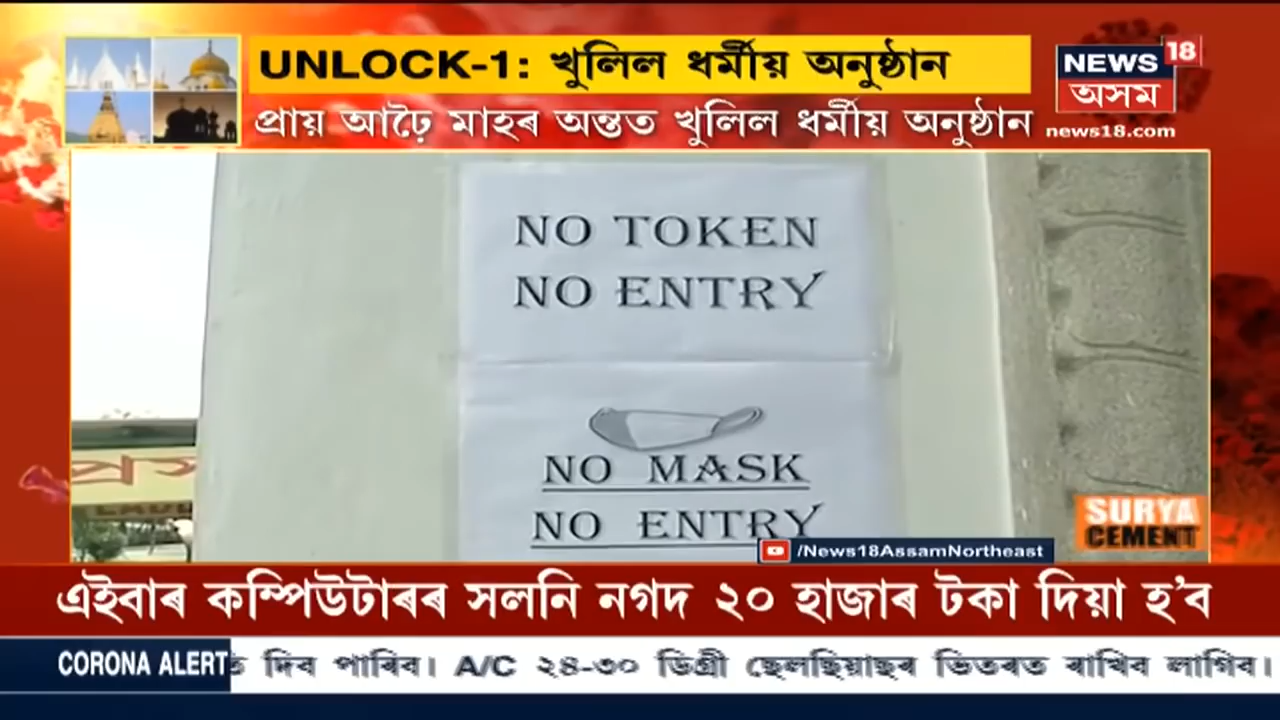 UNLOCK-1: খুলিল ধৰ্মীয় অনুষ্ঠান
NEWS 18
অসম
প্ৰায় আঢ়ৈ মাহৰ অন্তত খুলিল ধৰ্মীয় অনুষ্ঠান
news18.com
NO TOKEN
NO ENTRY
NO MASK
NO ENTRY
SURYA
CEMENT
/News18AssamNortheast
এইবাৰ কম্পিউটাৰৰ সলনি নগদ ২০ হাজাৰ টকা দিয়া হ'ব
CORONA ALERT
দিব পাৰিব। A/C ২৪-৩০ ডিগ্ৰী ছেলছিয়াছৰ ভিতৰত ৰাখিব লাগিব।